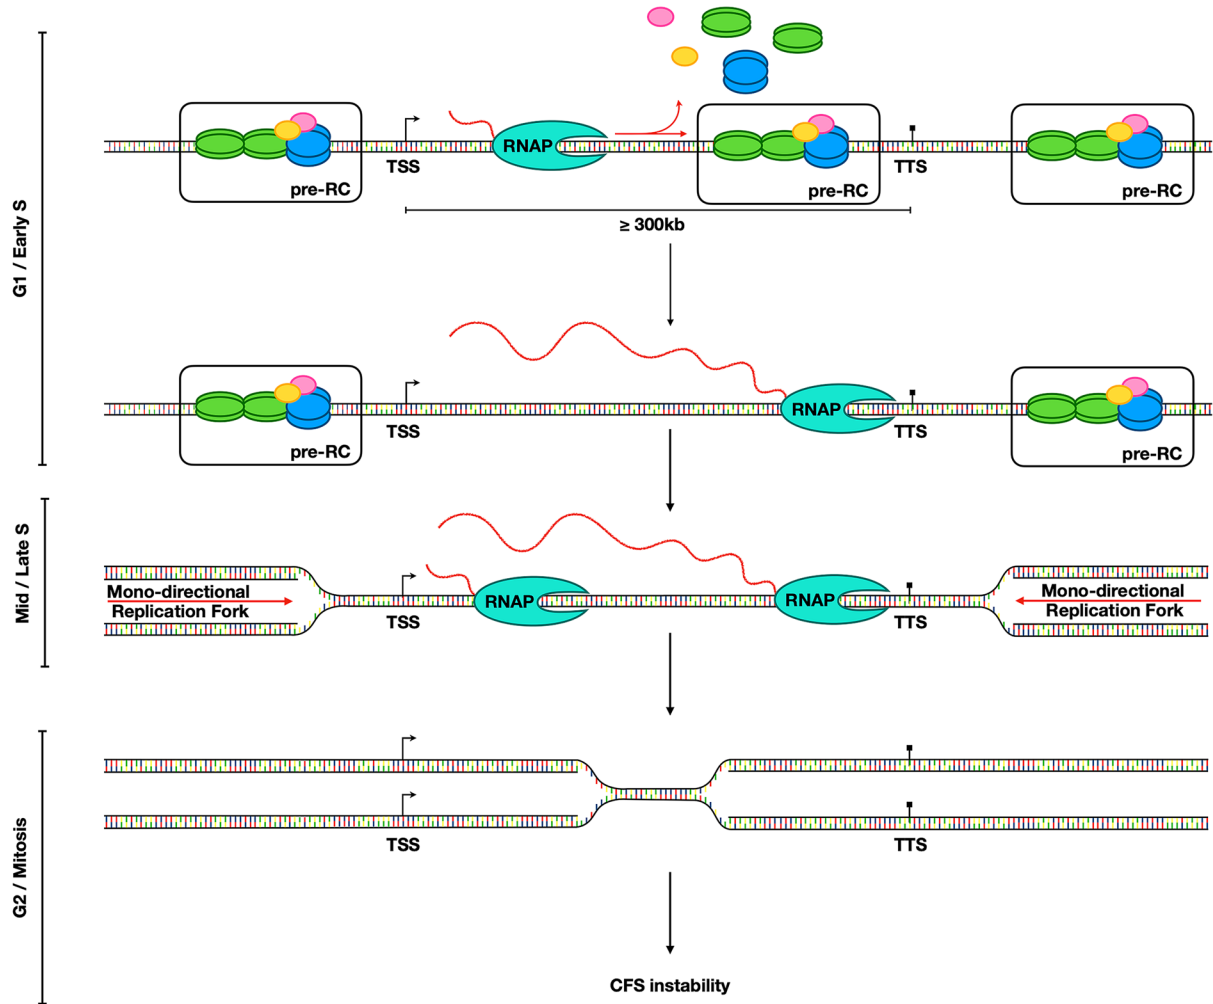 G1 / Early S
RNAP
pre-RC
TSS
pre-RC
TTS
pre-RC
≥ 300kb
RNAP
pre-RC
TSS
TTS
pre-RC
Mid / Late S
Mono-directional
Replication Fork
TSS
RNAP
RNAP
TTS
Mono-directional
Replication Fork
G2 / Mitosis
TSS
TTS
CFS instability